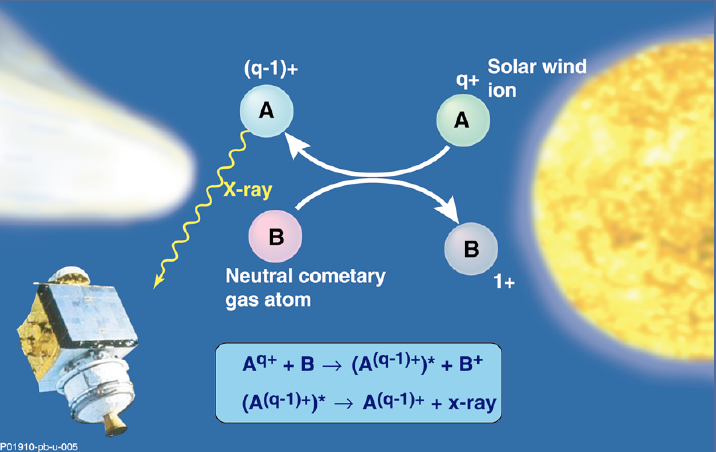 (q-1)+
A
q+
Solar wind
ion
A
X-ray
B
Neutral cometary
gas atom
B
1+
A^q+ + B → (A^(q-1)+)* + B^+
(A^(q-1)+)* → A^(q-1)+ + x-ray
P01910-pb-u-005